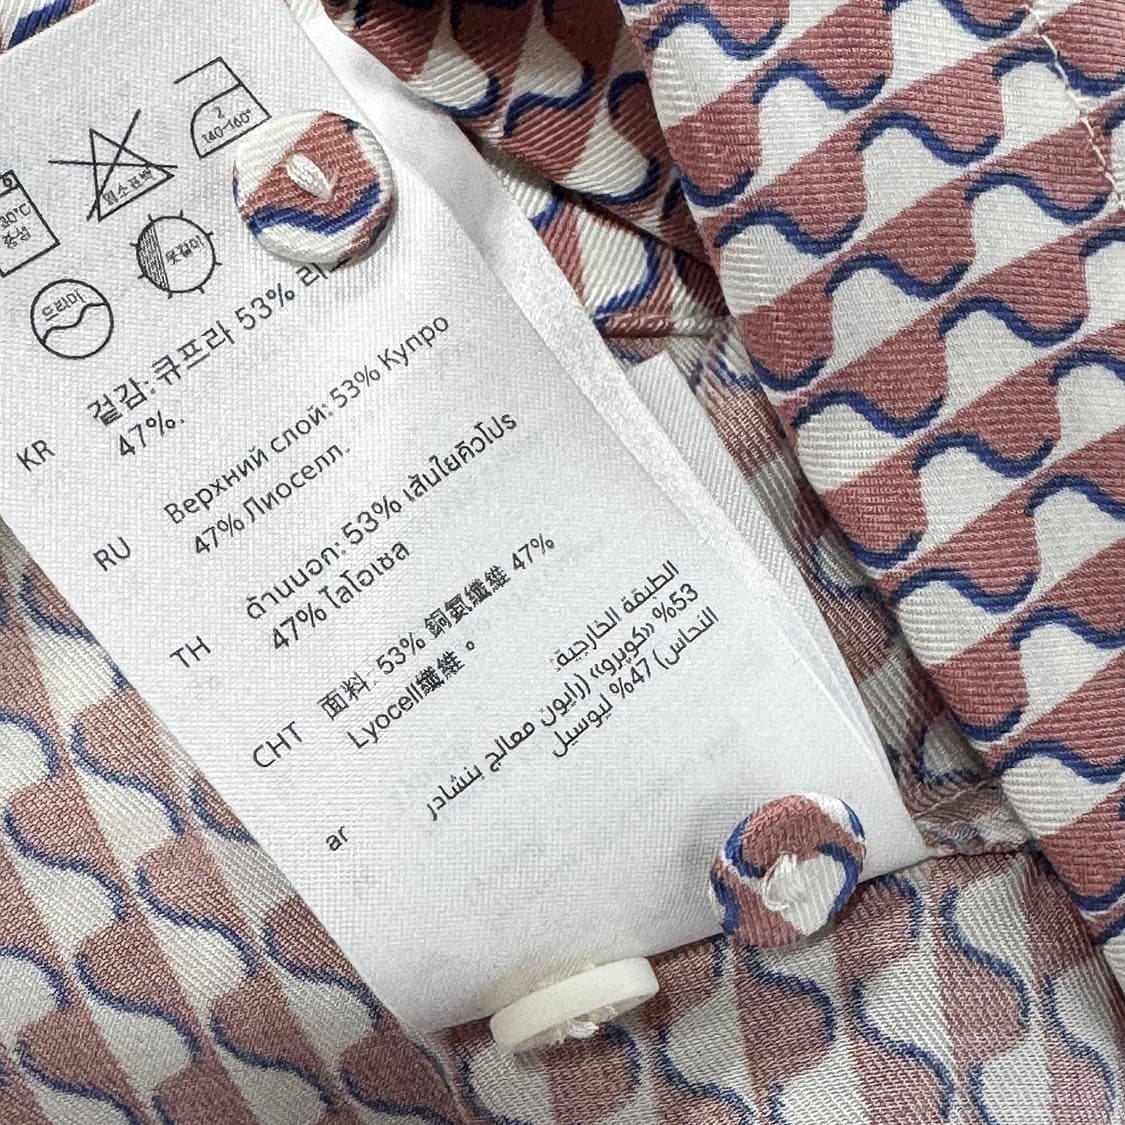 2
140~160°
염소표백
30°C
중성
옷걸이
드라이
KR
겉감: 큐프라 53%
47%.
RU
Верхний слой: 53% Купро
47% Лиоселл.
TH
ด้านนอก: 53% เส้นใยคิวโปร
47% ไลโอเซล
CHT
面料: 53% 銅氨纖維 47%
Lyocell纖維。
ar
الطبقة الخارجية:
53% «كوبرو» (رايون معالج بنشادر
النحاس) 47% ليوسيل